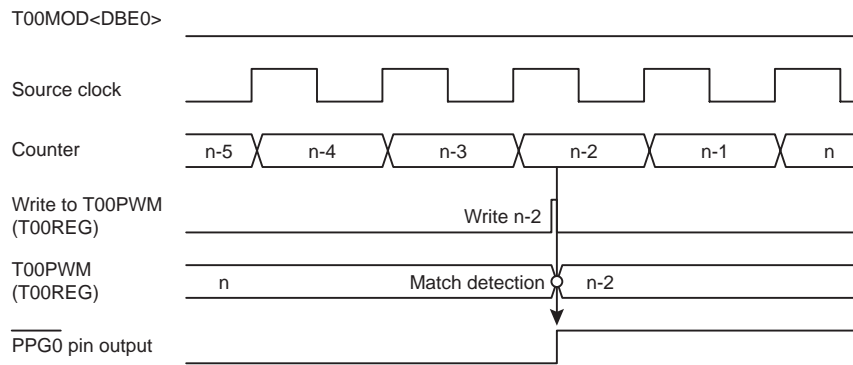 T00MOD<DBE0>
Source clock
Counter n-5 n-4 n-3 n-2 n-1 n
Write to T00PWM
(T00REG) Write n-2
T00PWM
(T00REG) n Match detection n-2
PPG0 pin output